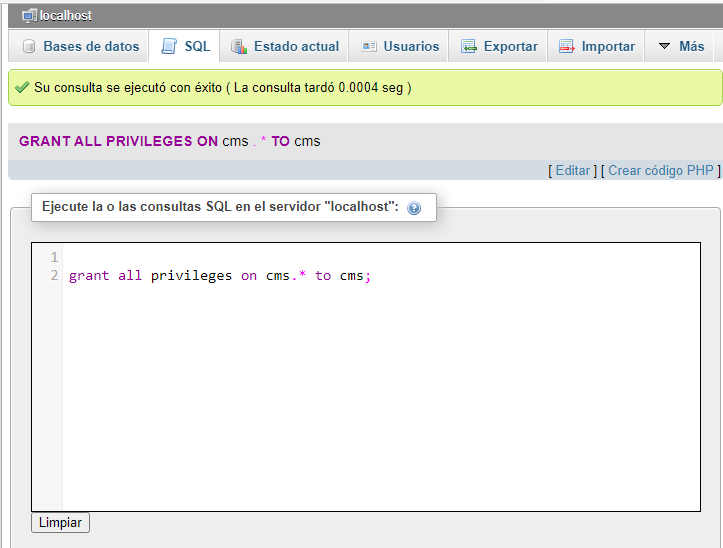 localhost
Bases de datos SQL Estado actual Usuarios Exportar Importar Más
Su consulta se ejecutó con éxito ( La consulta tardó 0.0004 seg )
GRANT ALL PRIVILEGES ON cms . * TO cms
[ Editar ] [ Crear código PHP ]
Ejecute la o las consultas SQL en el servidor "localhost":
1
2 grant all privileges on cms.* to cms;
Limpiar